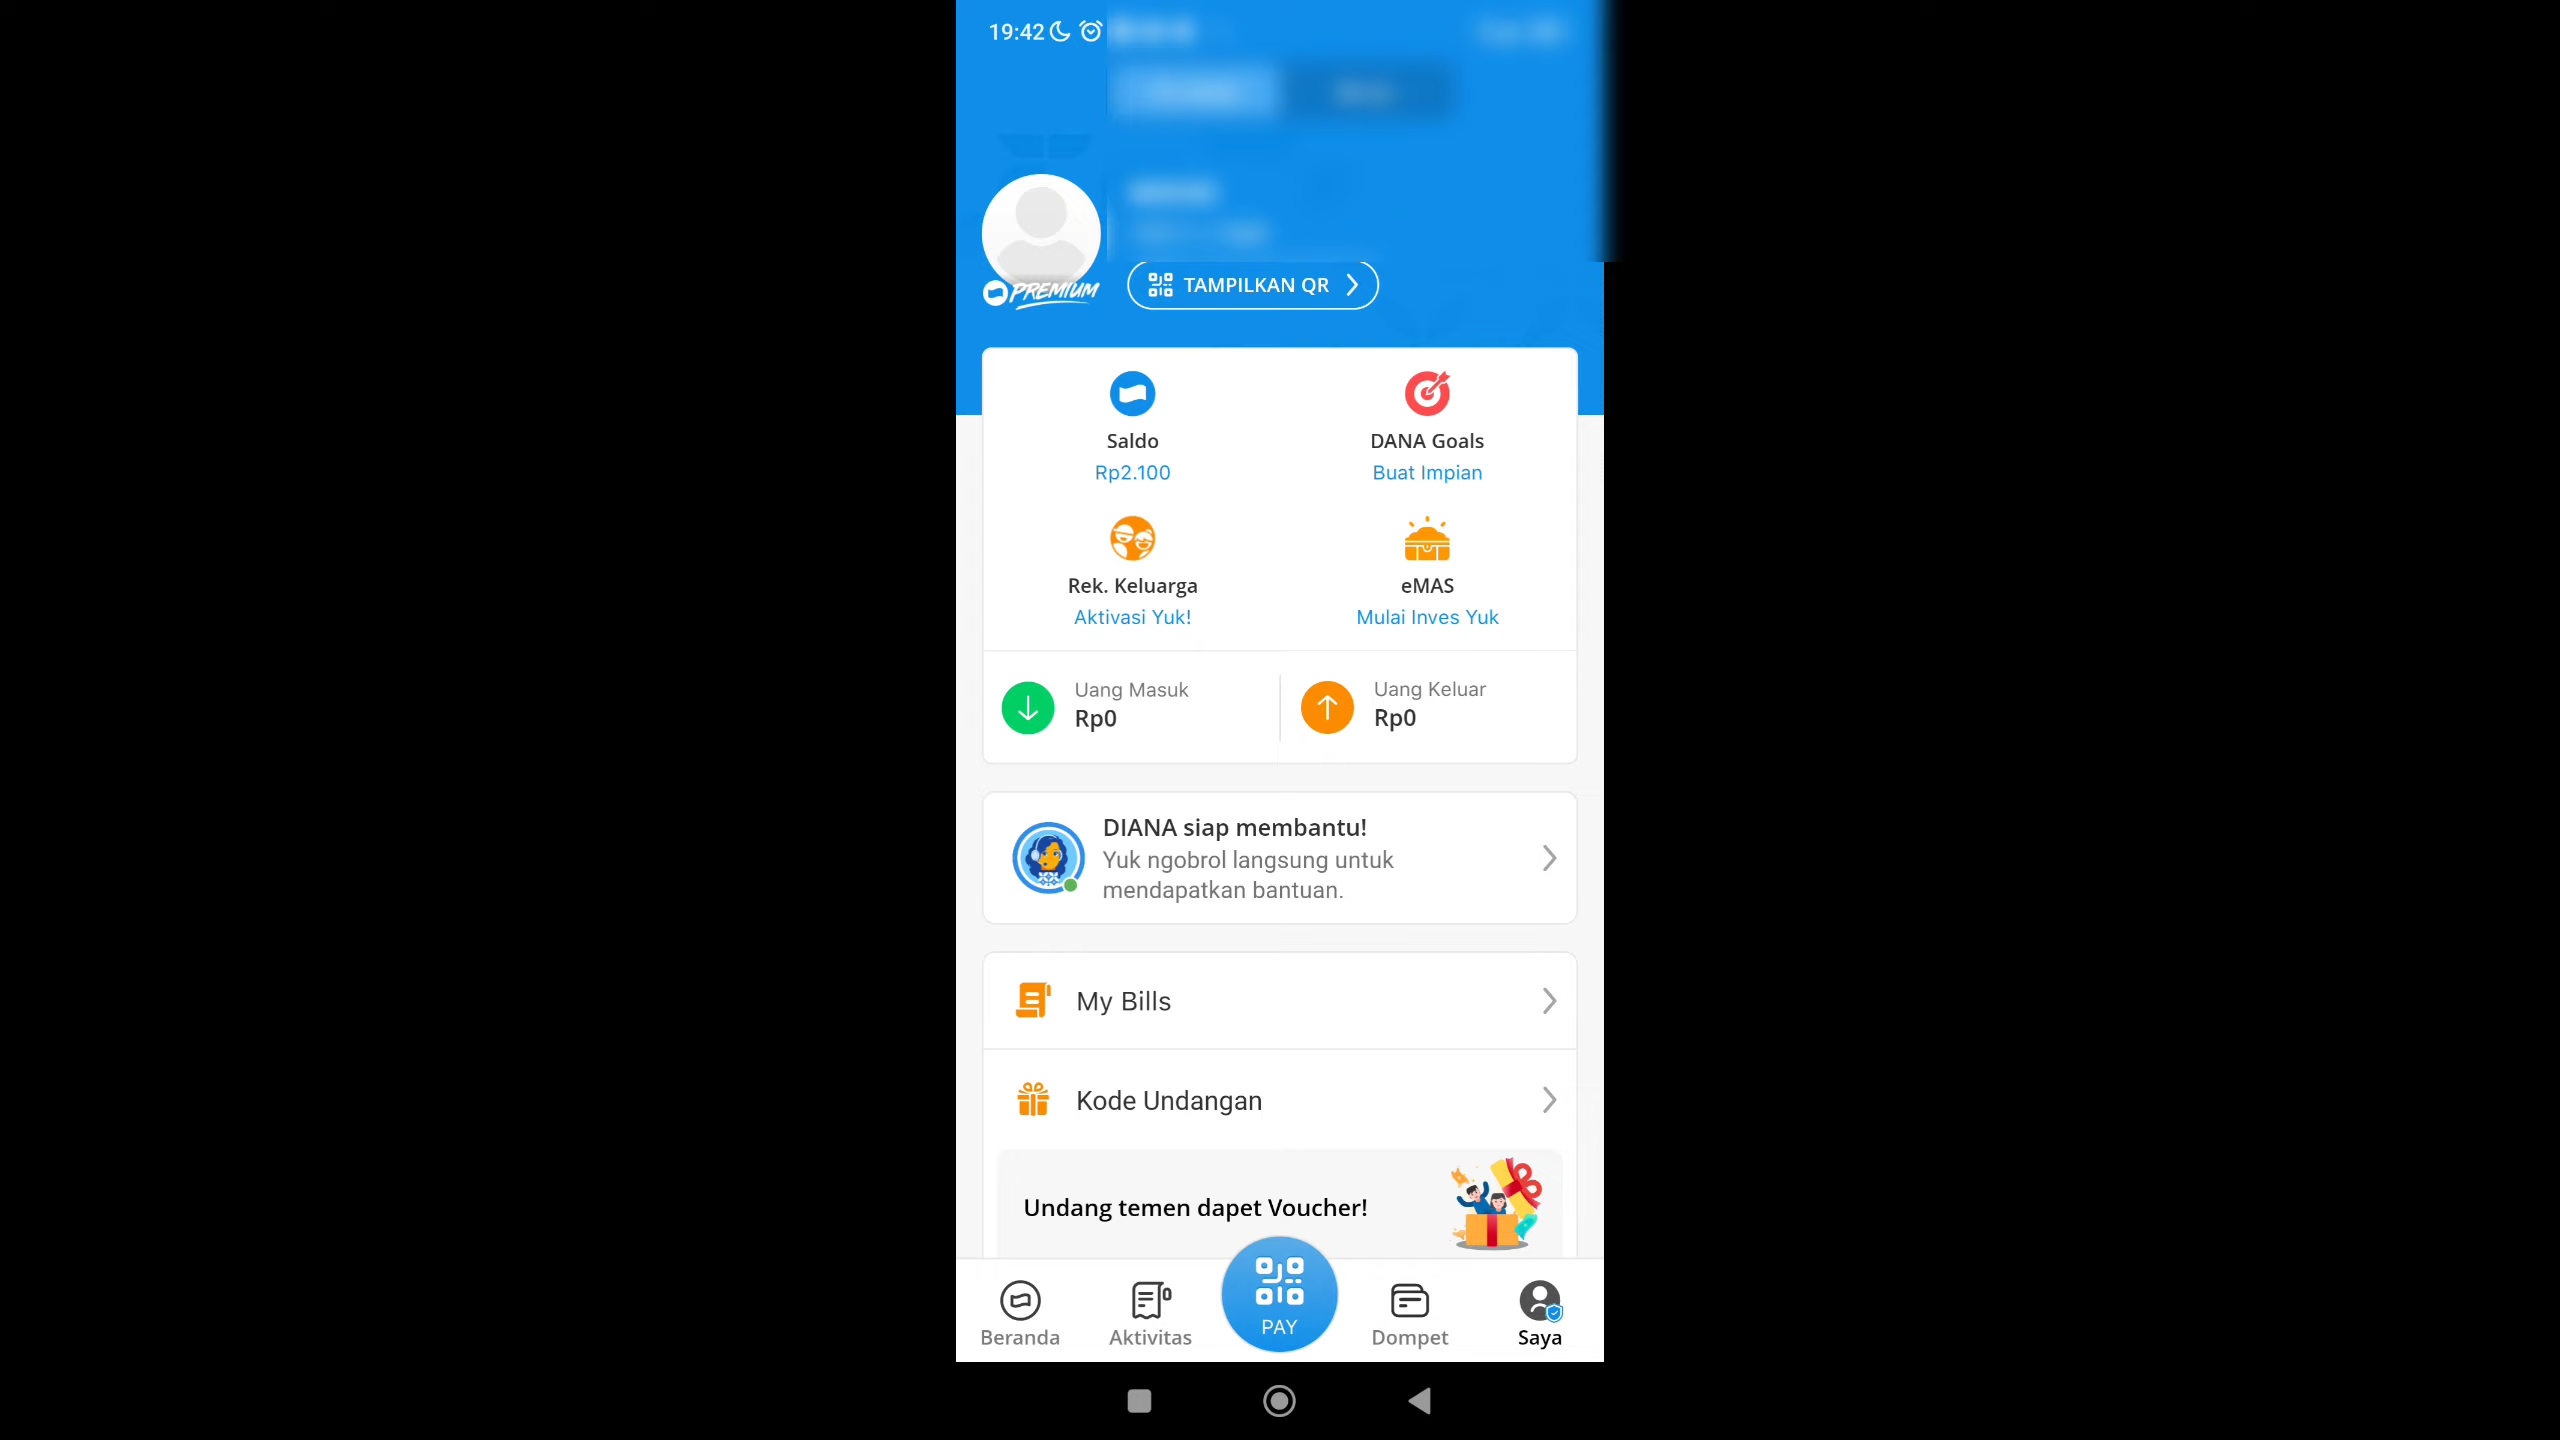 19:42
PREMIUM
TAMPILKAN QR
Saldo
Rp2.100
DANA Goals
Buat Impian
Rek. Keluarga
Aktivasi Yuk!
eMAS
Mulai Inves Yuk
Uang Masuk
Rp0
Uang Keluar
Rp0
DIANA siap membantu!
Yuk ngobrol langsung untuk
mendapatkan bantuan.
My Bills
Kode Undangan
Undang temen dapet Voucher!
Beranda
Aktivitas
PAY
Dompet
Saya